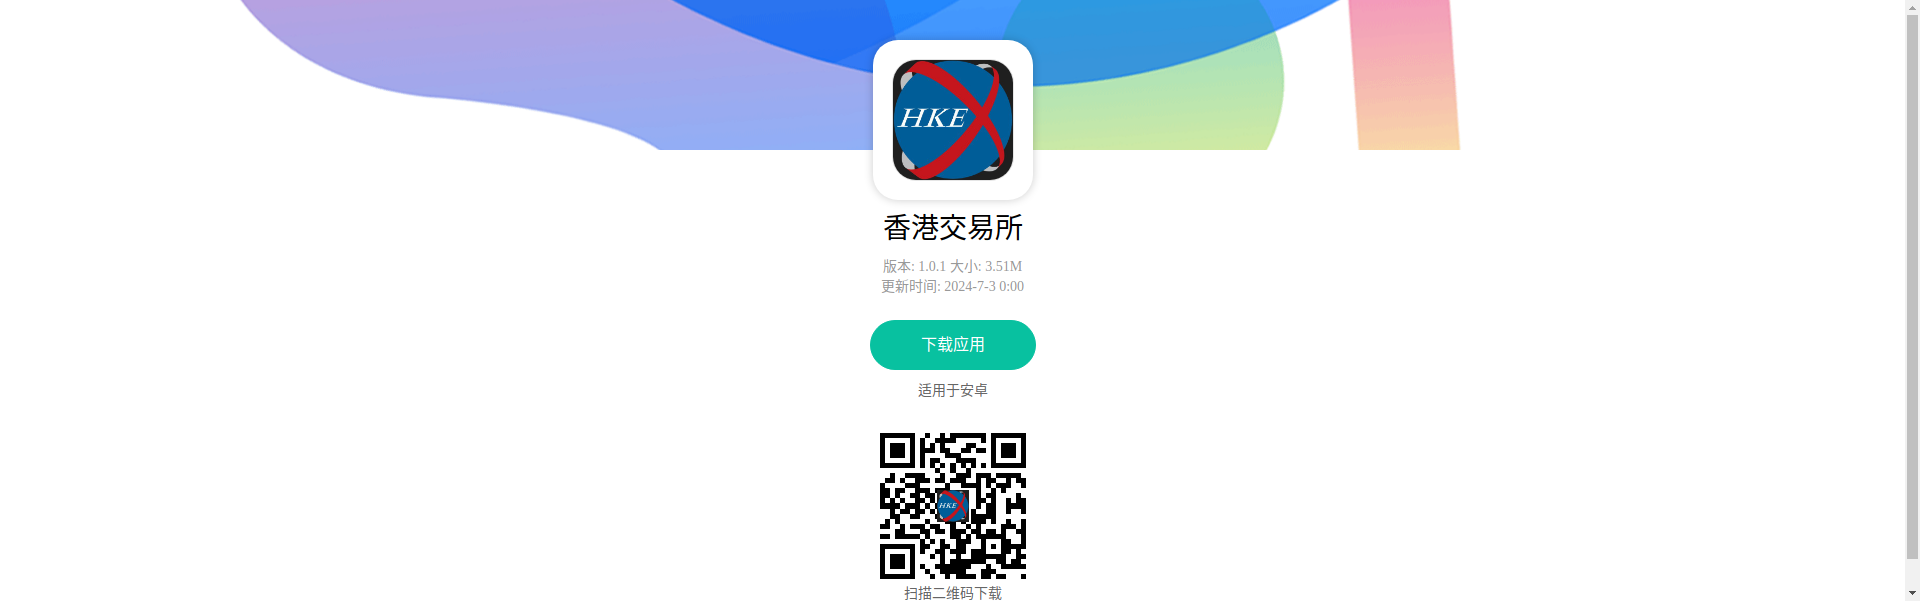 HKEX
香港交易所
版本: 1.0.1 大小: 3.51M
更新时间: 2024-7-3 0:00
下载应用
适用于安卓
HKEX
扫描二维码下载